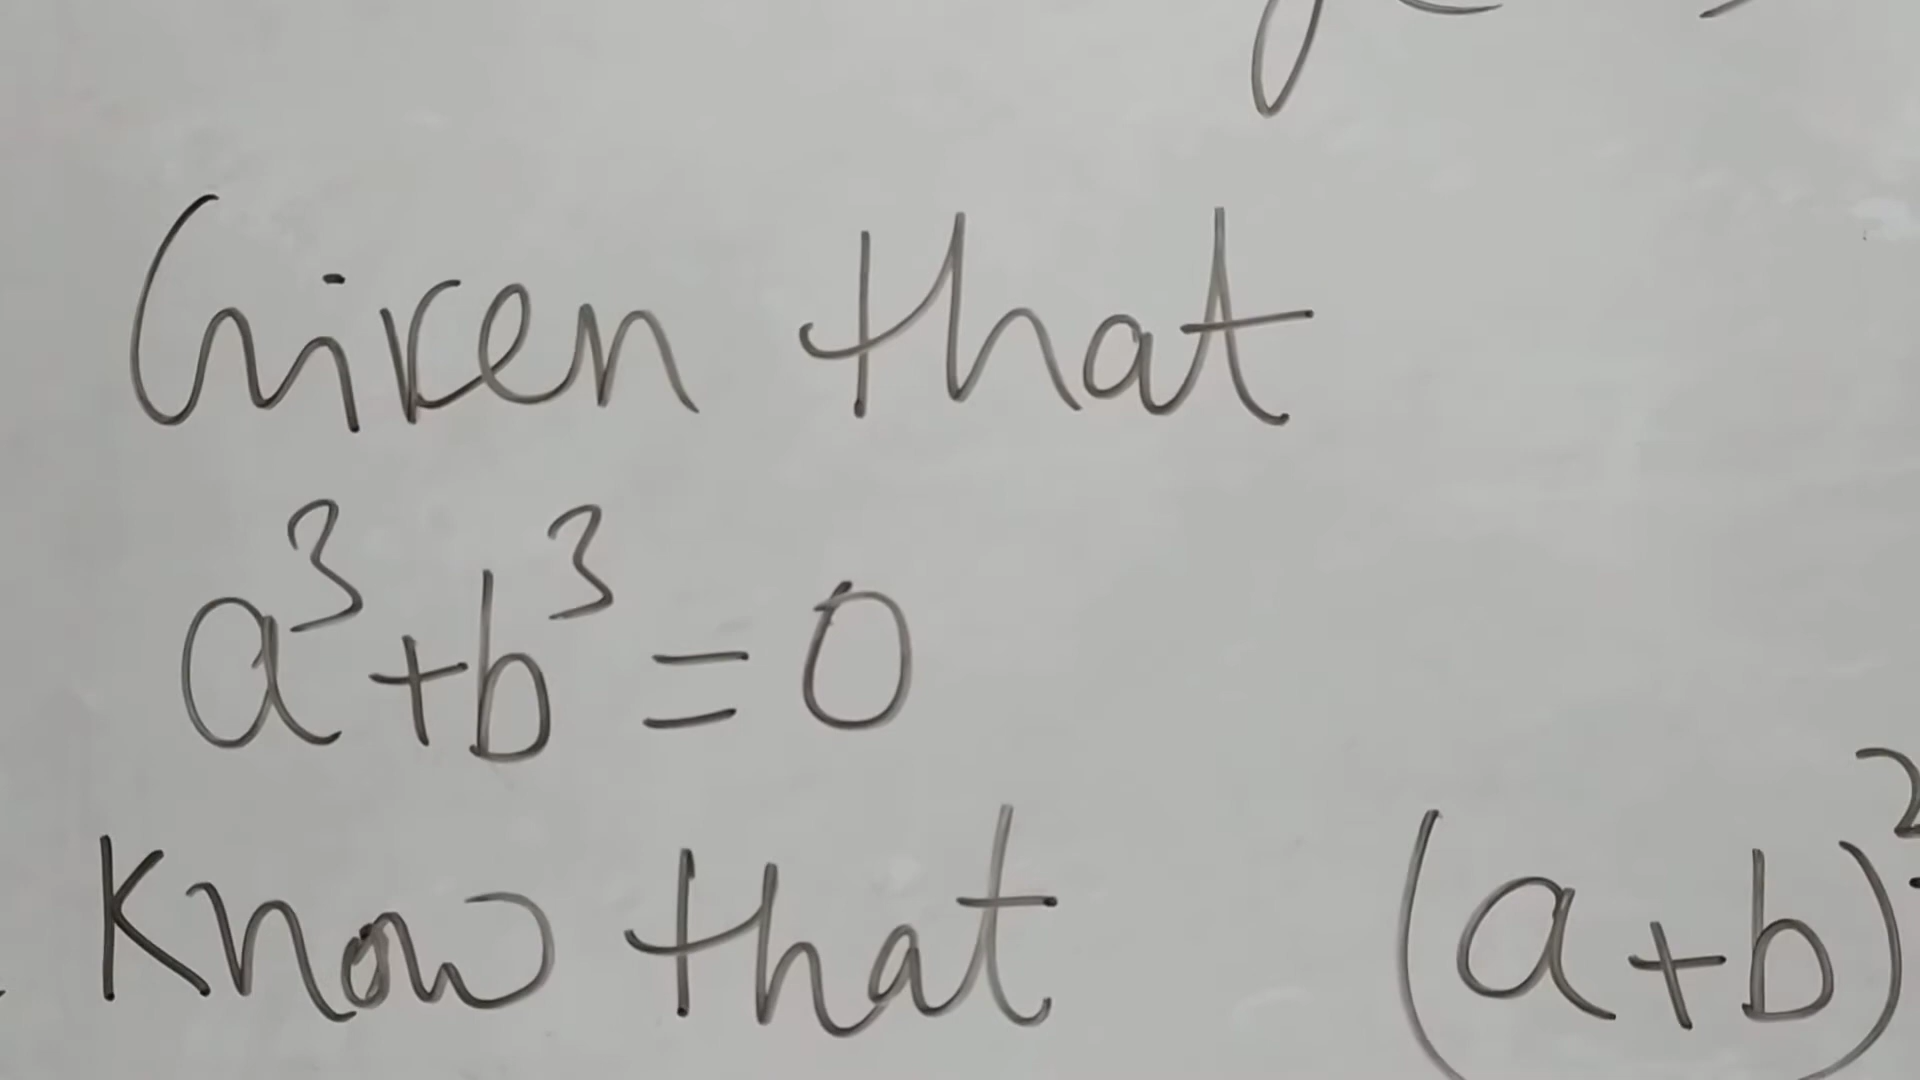 Given that
a³+b³=0
Know that (a+b)²